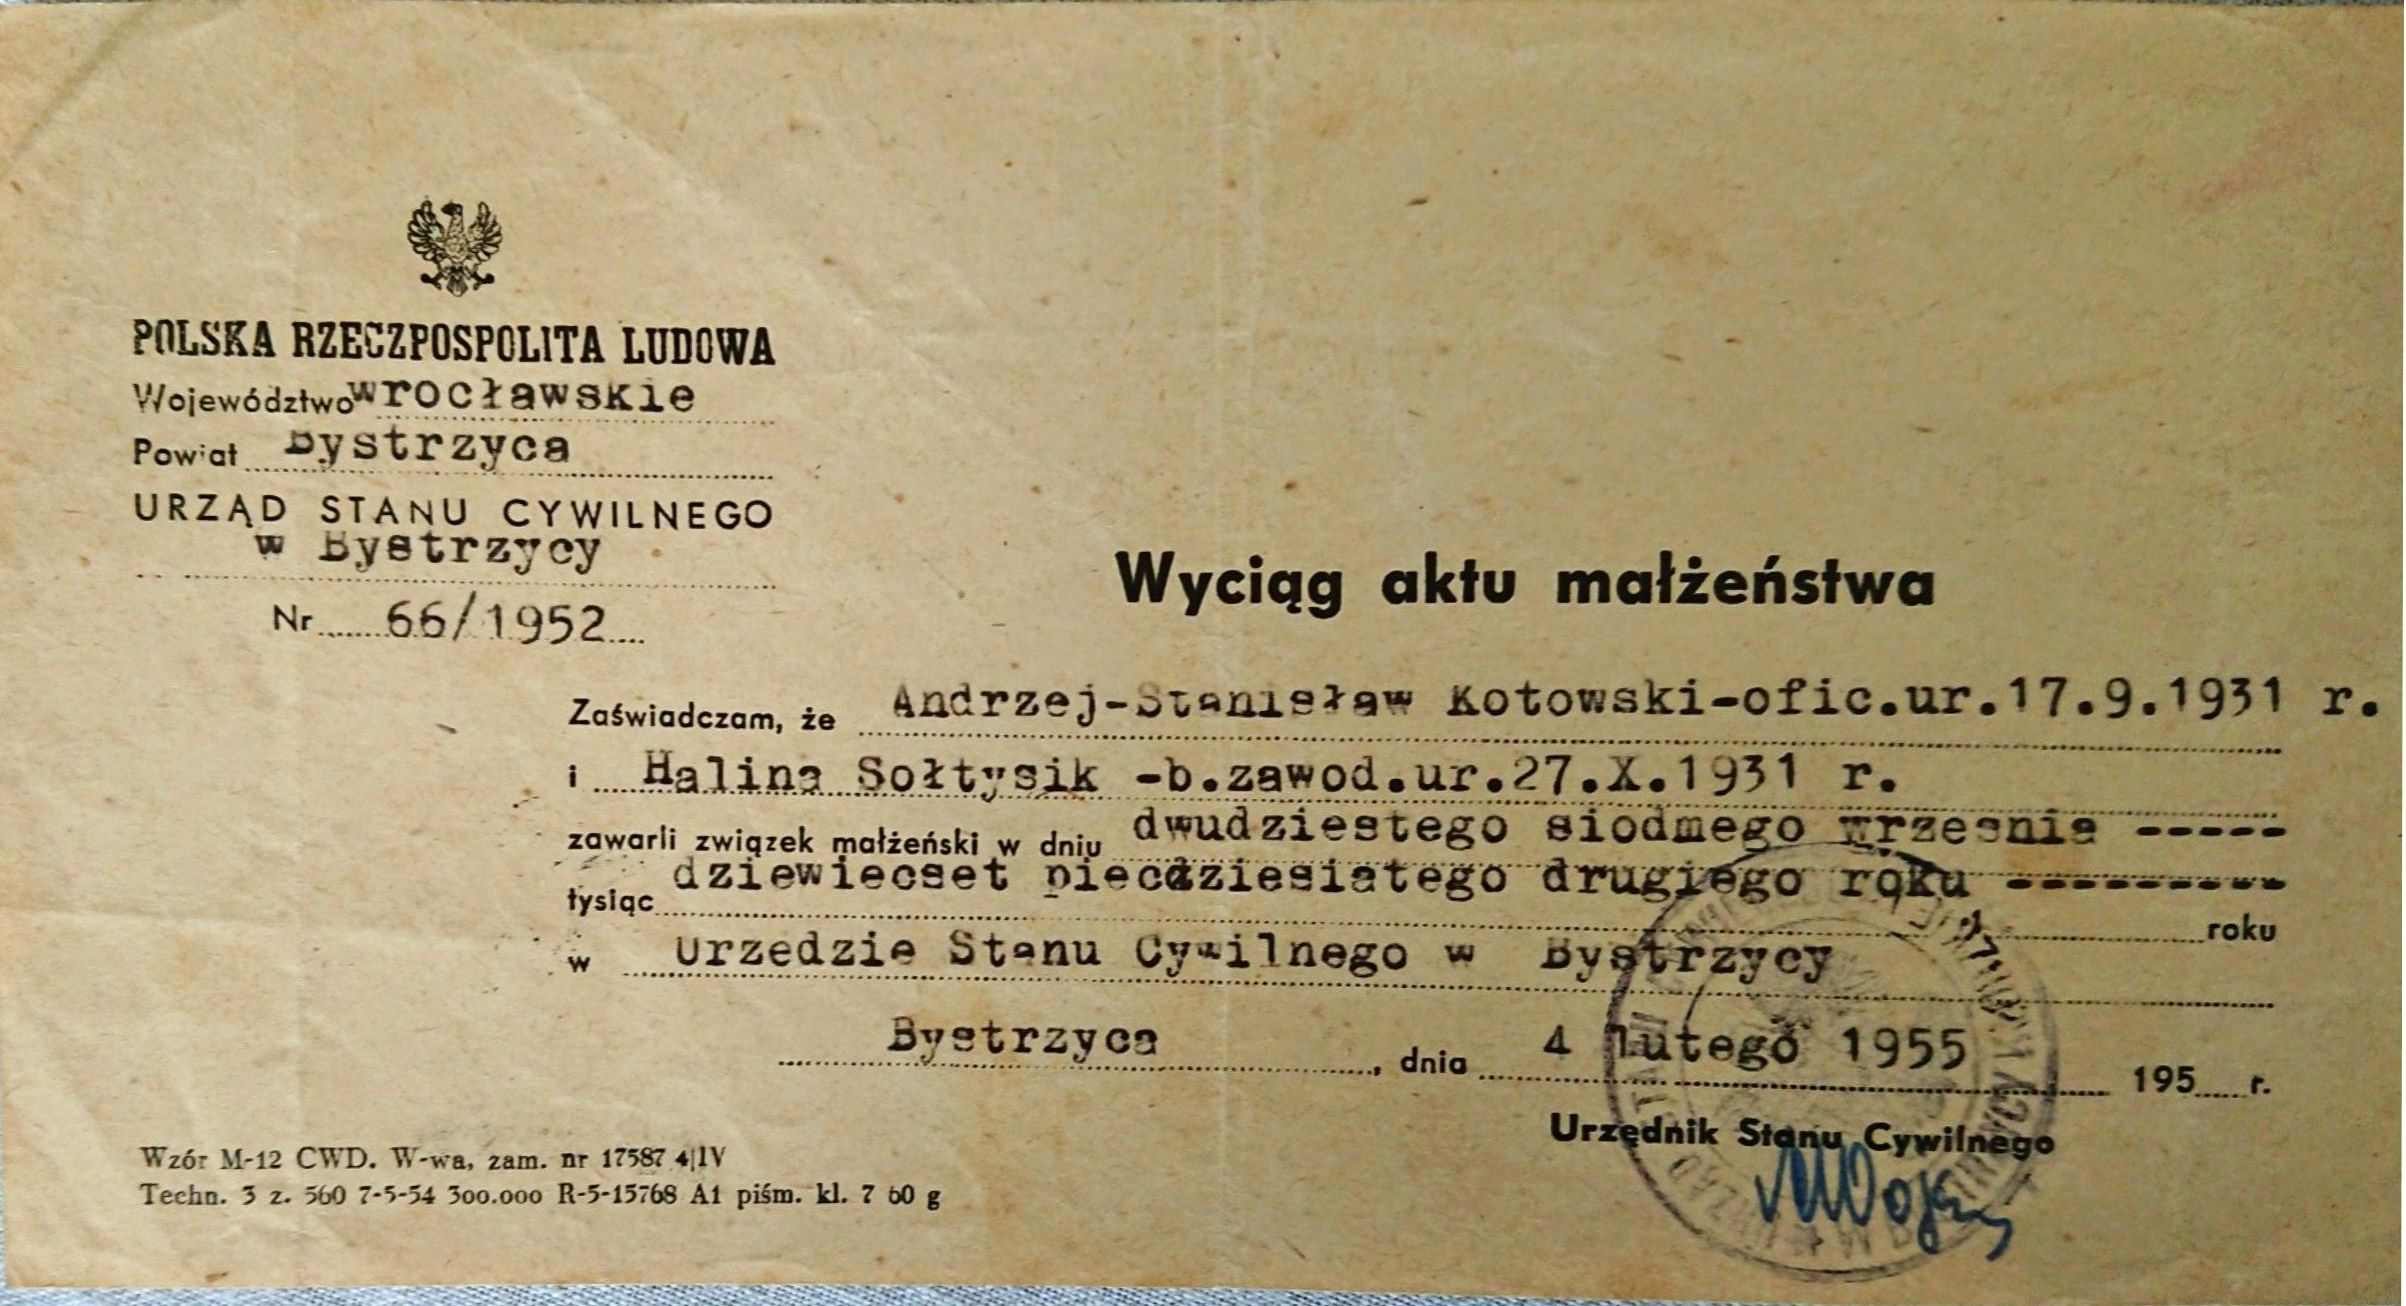 POLSKA RZECZPOSPOLITA LUDOWA
Województwo wrocławskie
Powiat Bystrzyca
URZĄD STANU CYWILNEGO
w Bystrzycy
Nr 66/1952
Wyciąg aktu małżeństwa
Zaświadczam, że Andrzej-Stanisław Kotowski-ofic.ur.17.9.1931 r.
i Halina Sołtysik -b.zawod.ur.27.X.1931 r.
zawarli związek małżeński w dniu dwudziestego siodmego wrzesnia -----
tysiąc dziewiecset piecdziesiatego drugiego roku --------- roku
w Urzedzie Stanu Cywilnego w Bystrzycy
Bystrzyca, dnia 4 lutego 1955 195 r.
Urzędnik Stanu Cywilnego
Wzór M-12 CWD. W-wa, zam. nr 17587 4|IV
Techn. 3 z. 560 7-5-54 300.000 R-5-15768 A1 piśm. kl. 7 60 g